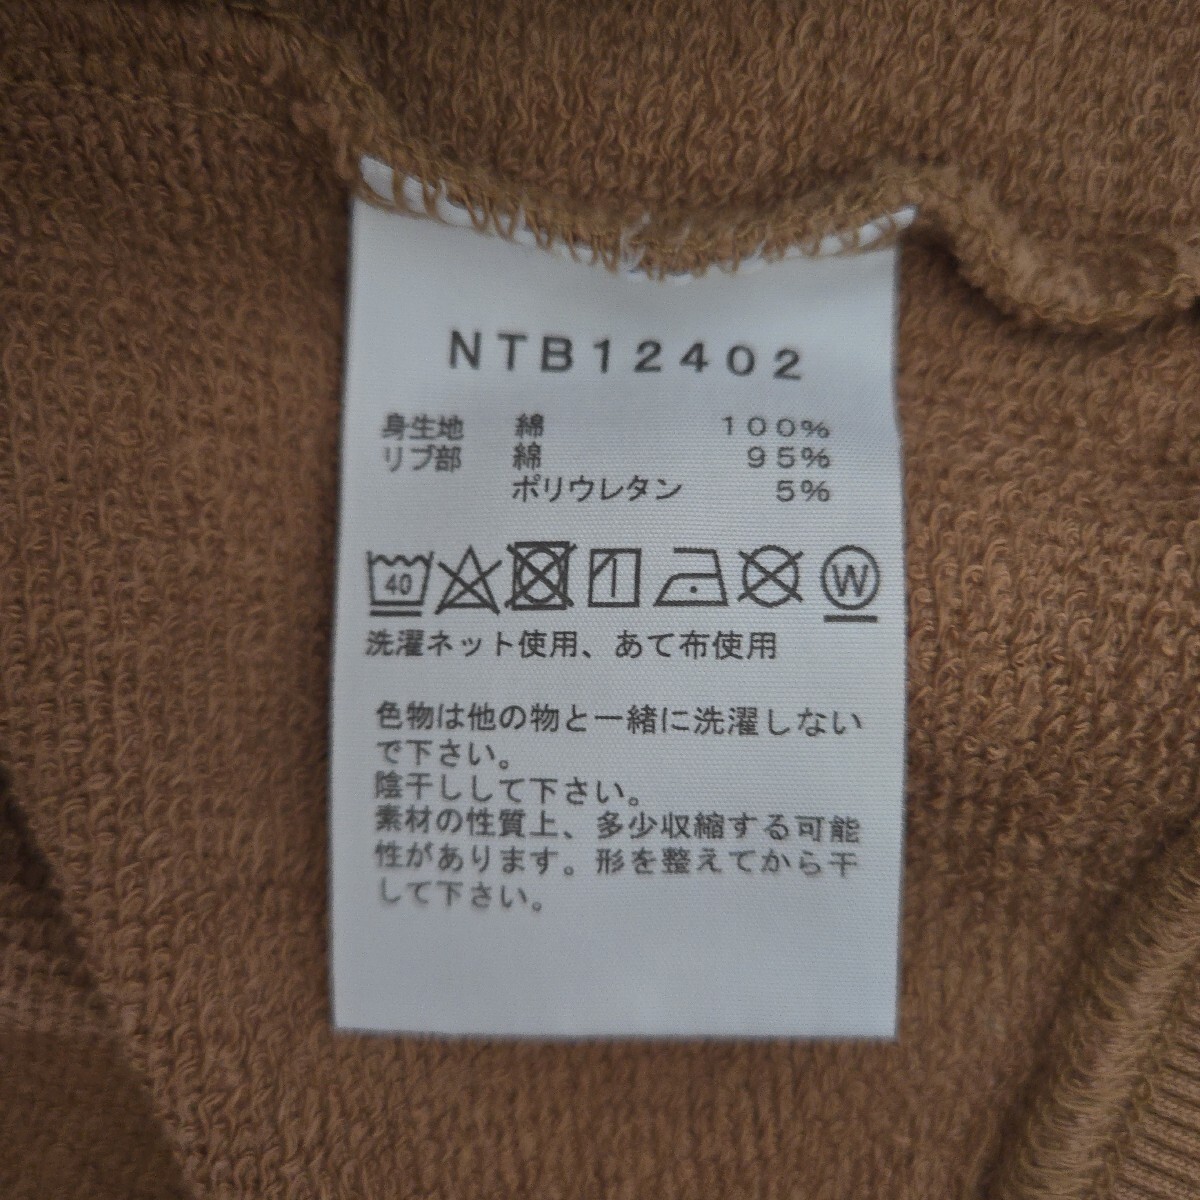 NTB12402
身生地 綿 100%
リブ部 綿 95%
ポリウレタン 5%
40 W
洗濯ネット使用、あて布使用
色物は他の物と一緒に洗濯しない
で下さい。
陰干しして下さい。
素材の性質上、多少収縮する可能
性があります。形を整えてから干
して下さい。